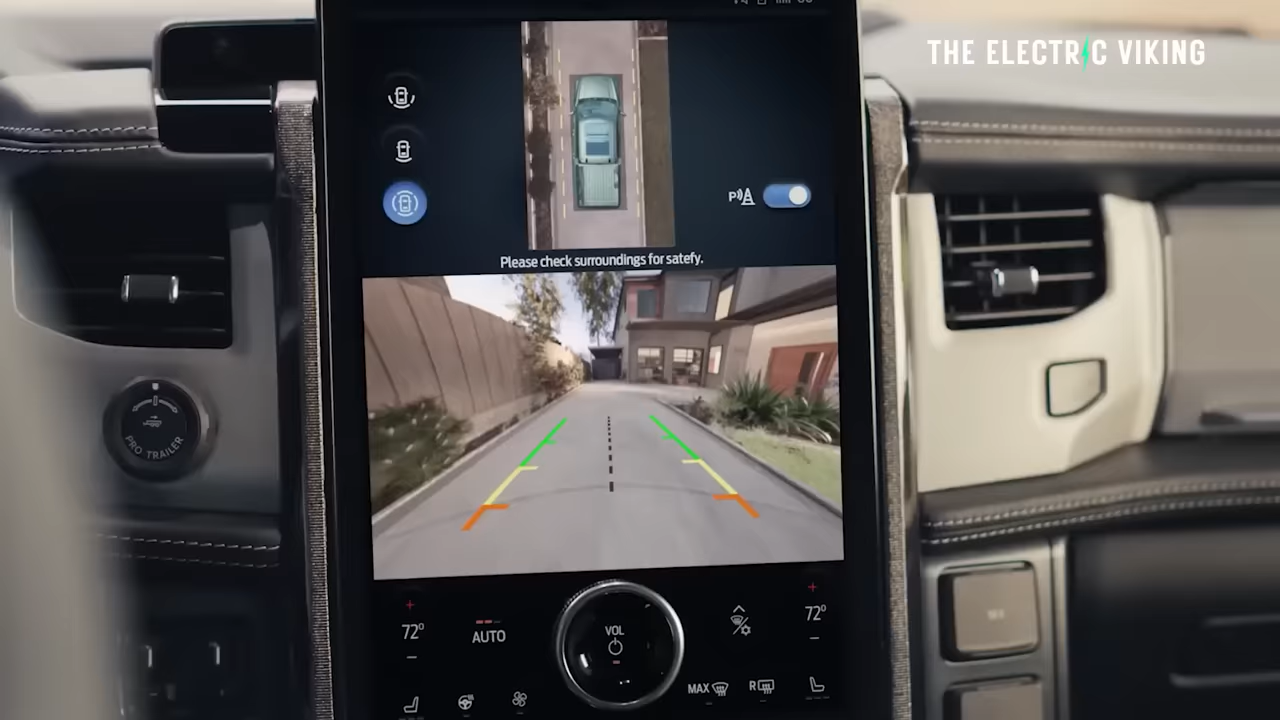 THE ELECTRIC VIKING
P
Please check surroundings for satefy.
PRO TRAILER
72°
AUTO
VOL
72°
MAX
R